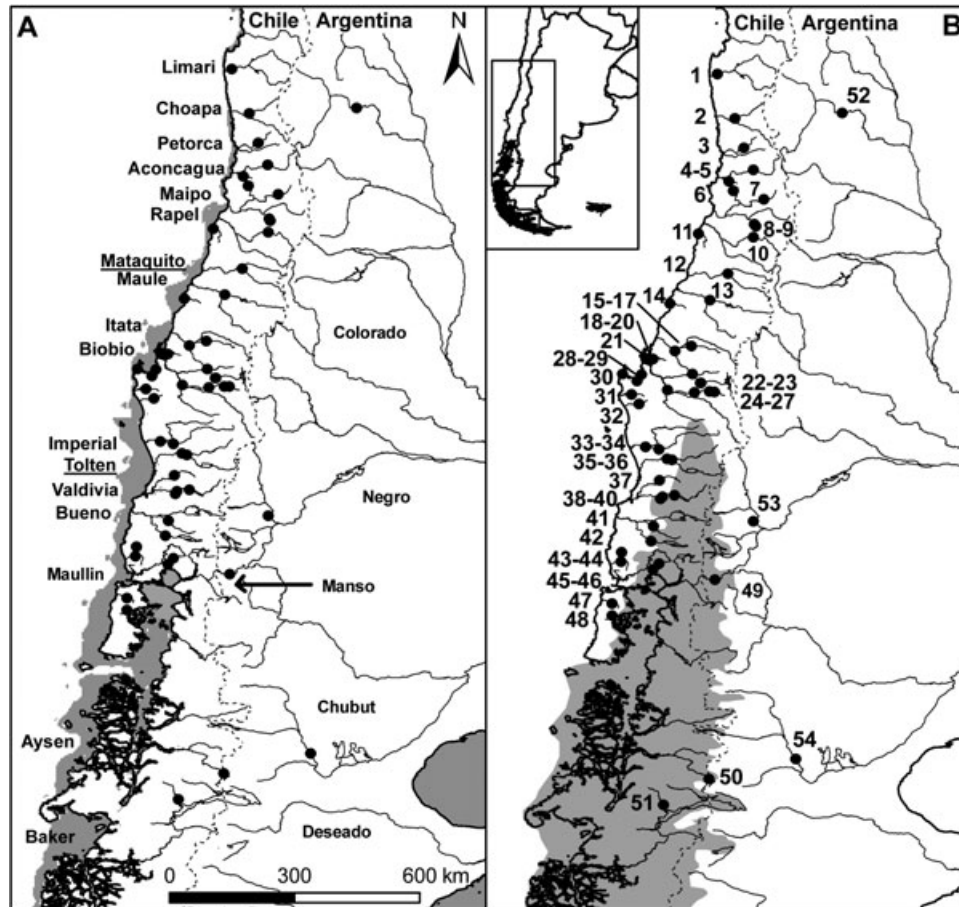 A
Chile Argentina
N
Limari
Choapa
Petorca
Aconcagua
Maipo
Rapel
Mataquito
Maule
Itata
Biobio
Colorado
Imperial
Tolten
Valdivia
Bueno
Negro
Maullin
Manso
Chubut
Aysen
Baker
Deseado
0 300 600 km
Chile Argentina
B
1
52
2
3
4-5
7
6
8-9
11
10
12
13
14
15-17
18-20
21
28-29
30
22-23
24-27
31
32
33-34
35-36
37
38-40
53
41
42
43-44
45-46
49
47
48
54
50
51